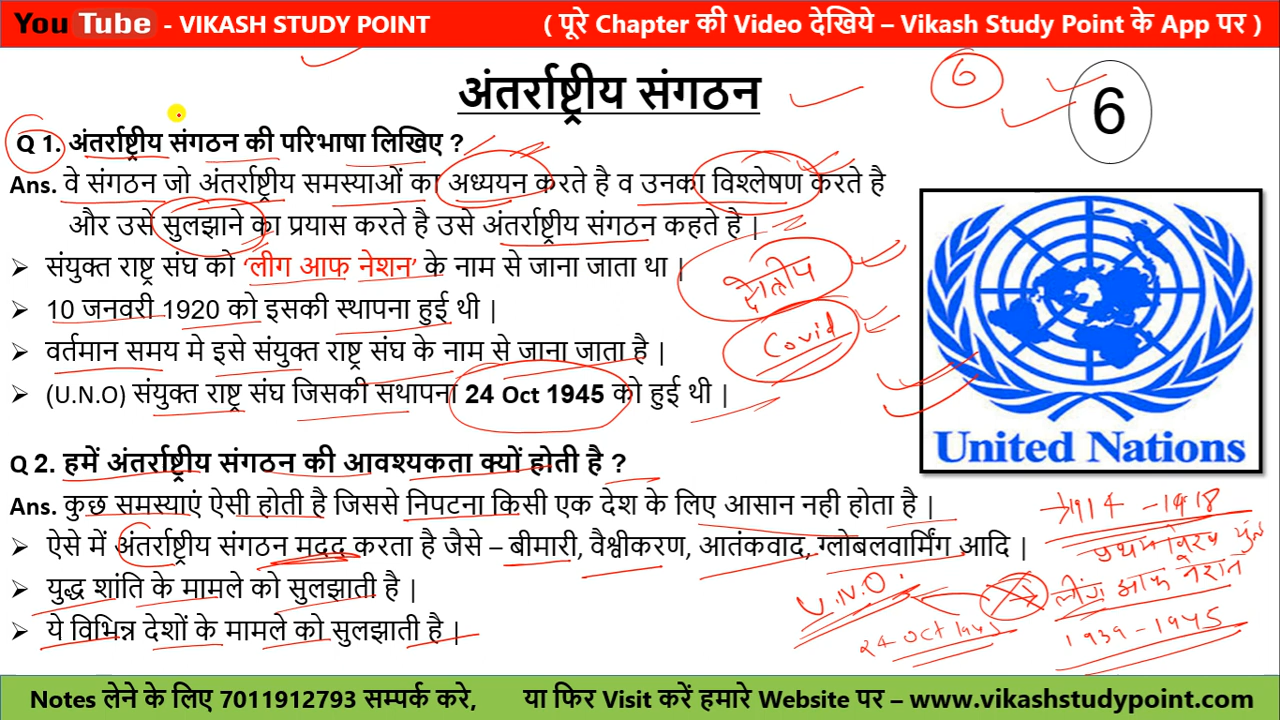 You Tube - VIKASH STUDY POINT ( पूरे Chapter की Video देखिये – Vikash Study Point के App पर )
अंतर्राष्ट्रीय संगठन
6
6
Q 1. अंतर्राष्ट्रीय संगठन की परिभाषा लिखिए ?
Ans. वे संगठन जो अंतर्राष्ट्रीय समस्याओं का अध्ययन करते है व उनका विश्लेषण करते है
और उसे सुलझाने का प्रयास करते है उसे अंतर्राष्ट्रीय संगठन कहते है |
➤ संयुक्त राष्ट्र संघ को ‘लीग आफ नेशन’ के नाम से जाना जाता था |
➤ 10 जनवरी 1920 को इसकी स्थापना हुई थी |
➤ वर्तमान समय मे इसे संयुक्त राष्ट्र संघ के नाम से जाना जाता है |
➤ (U.N.O) संयुक्त राष्ट्र संघ जिसकी सथापना 24 Oct 1945 को हुई थी |
Covid
United Nations
Q 2. हमें अंतर्राष्ट्रीय संगठन की आवश्यकता क्यों होती है ?
Ans. कुछ समस्याएं ऐसी होती है जिससे निपटना किसी एक देश के लिए आसान नही होता है |
➤ ऐसे में अंतर्राष्ट्रीय संगठन मदद करता है जैसे – बीमारी, वैश्वीकरण, आतंकवाद, ग्लोबलवार्मिंग आदि |
➤ युद्ध शांति के मामले को सुलझाती है |
➤ ये विभिन्न देशों के मामले को सुलझाती है |
1914 - 1918
लीग आफ नेशन
U.N.O.
24 Oct 1945
1939 - 1945
Notes लेने के लिए 7011912793 सम्पर्क करे, या फिर Visit करें हमारे Website पर – www.vikashstudypoint.com